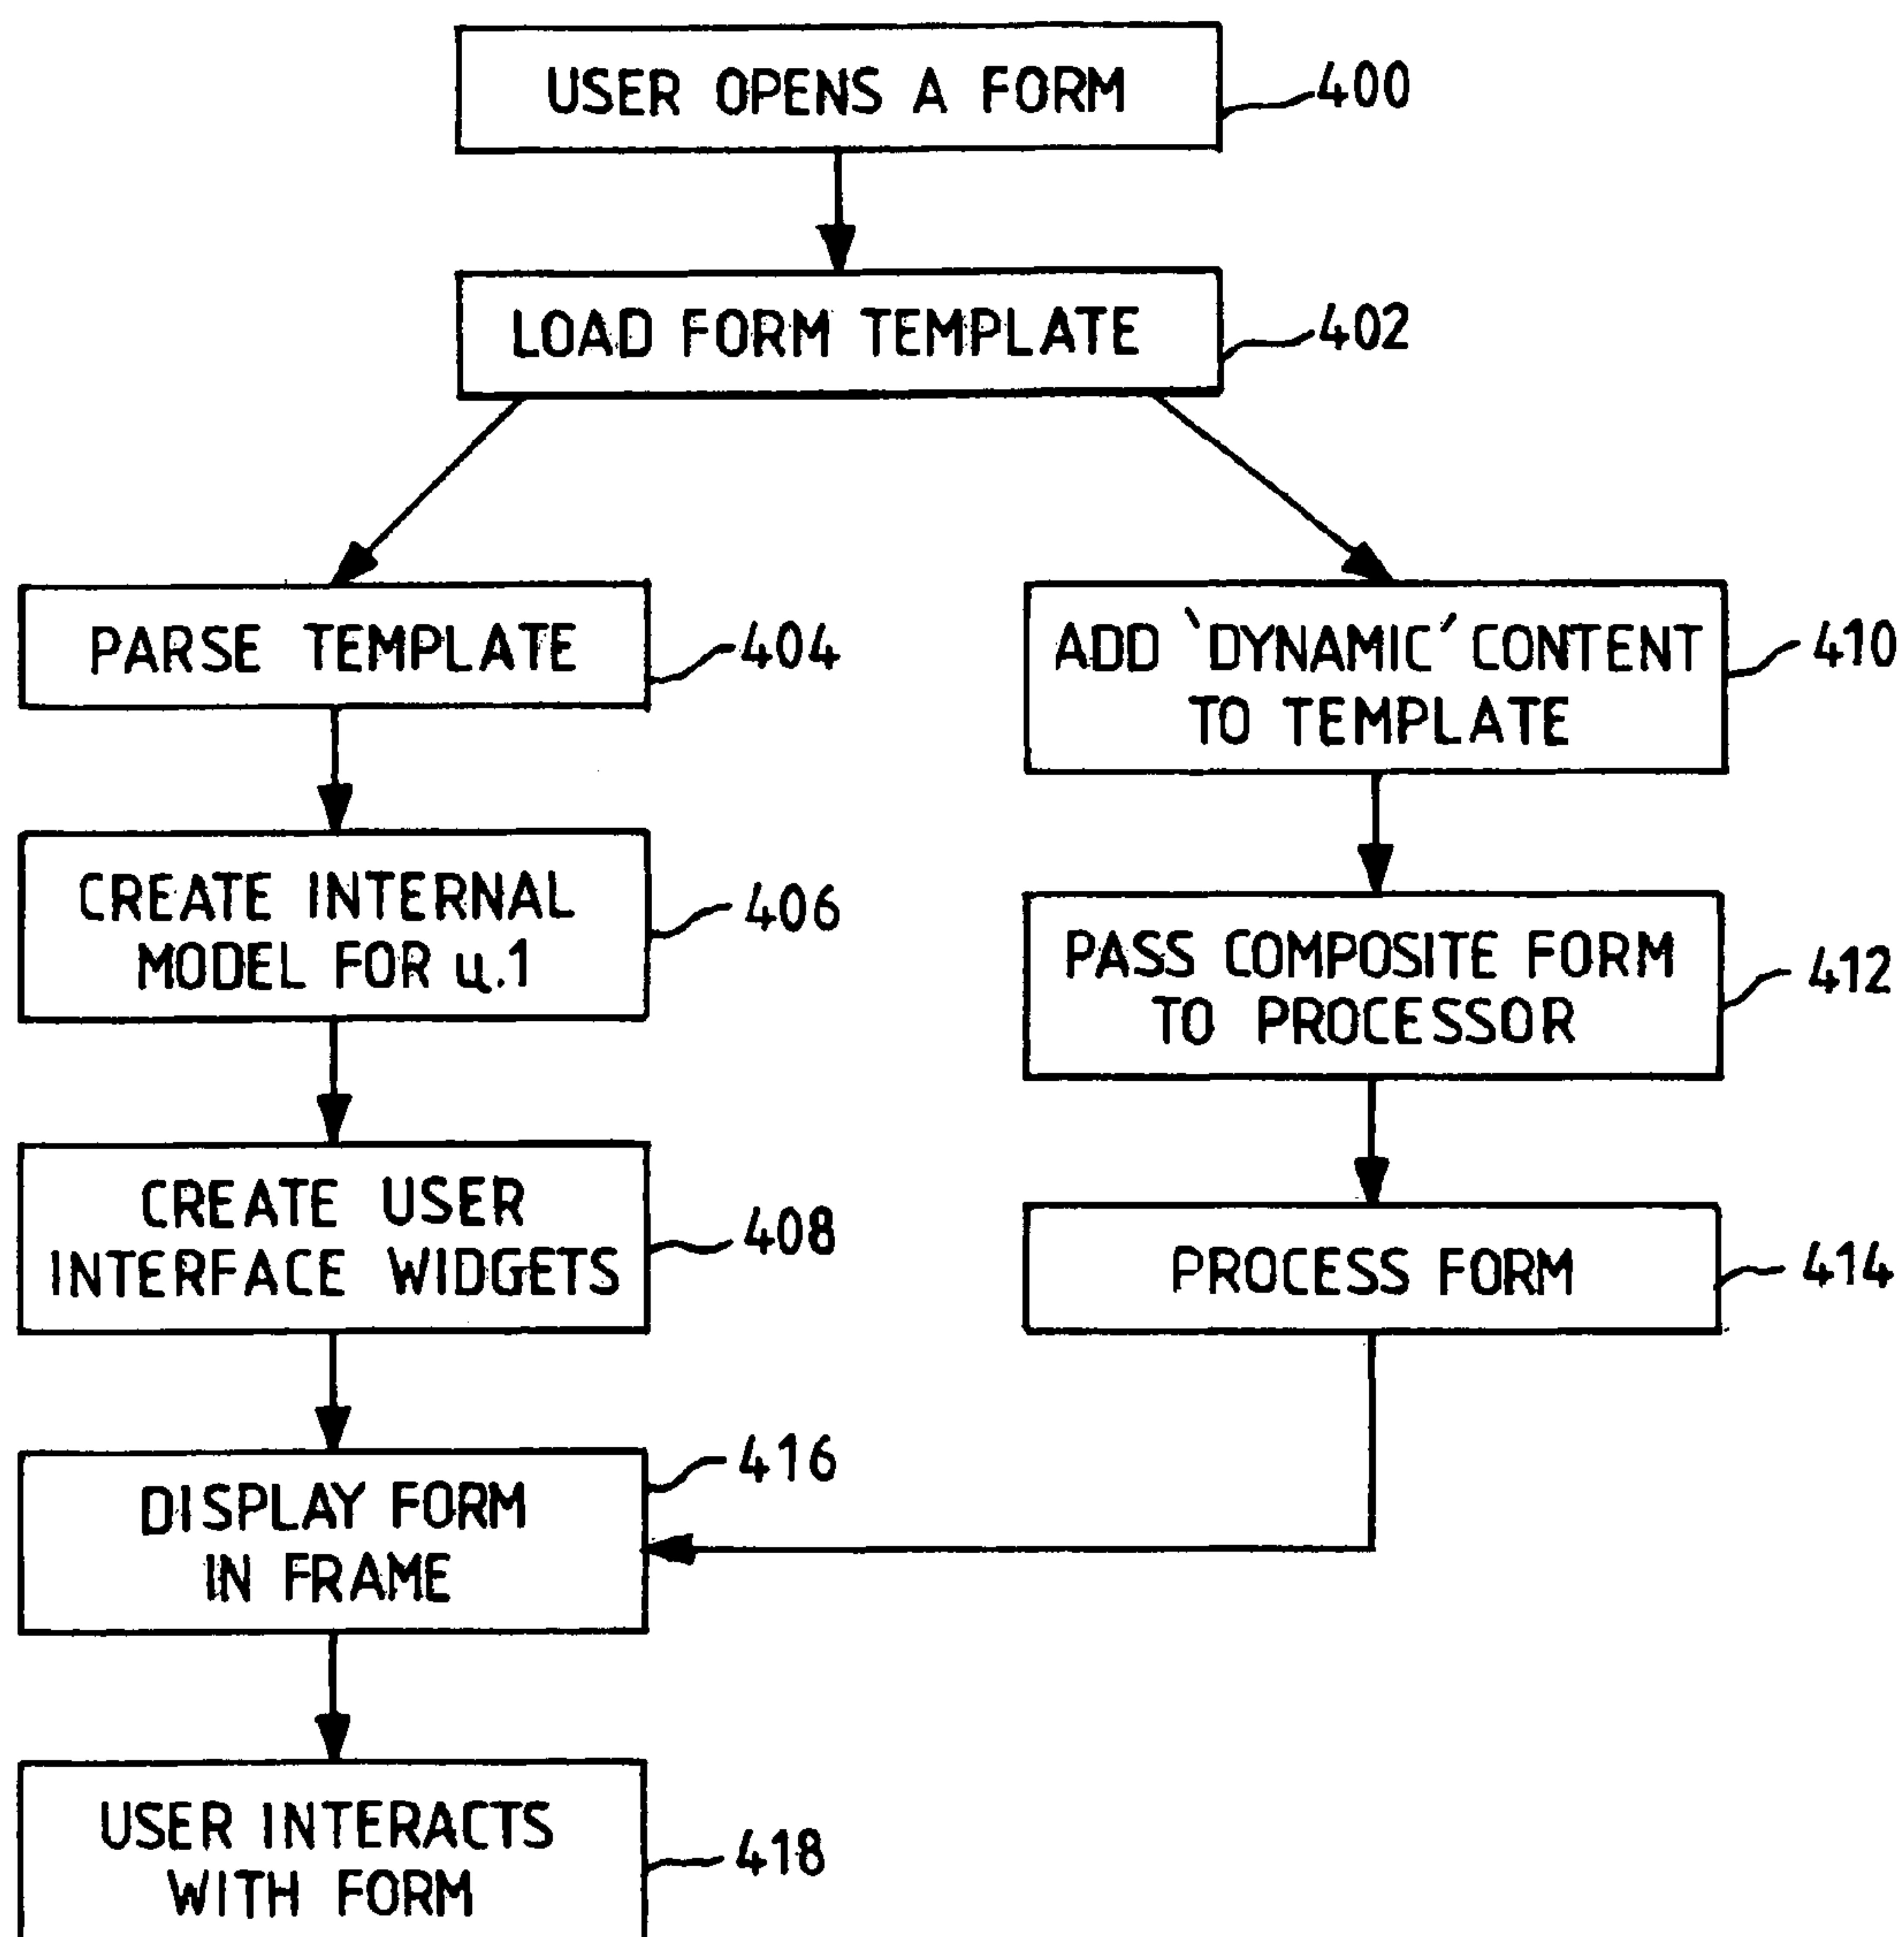 USER OPENS A FORM
400
LOAD FORM TEMPLATE
402
PARSE TEMPLATE
404
CREATE INTERNAL
MODEL FOR u.1
406
CREATE USER
INTERFACE WIDGETS
408
ADD 'DYNAMIC' CONTENT
TO TEMPLATE
410
PASS COMPOSITE FORM
TO PROCESSOR
412
PROCESS FORM
414
DISPLAY FORM
IN FRAME
416
USER INTERACTS
WITH FORM
418